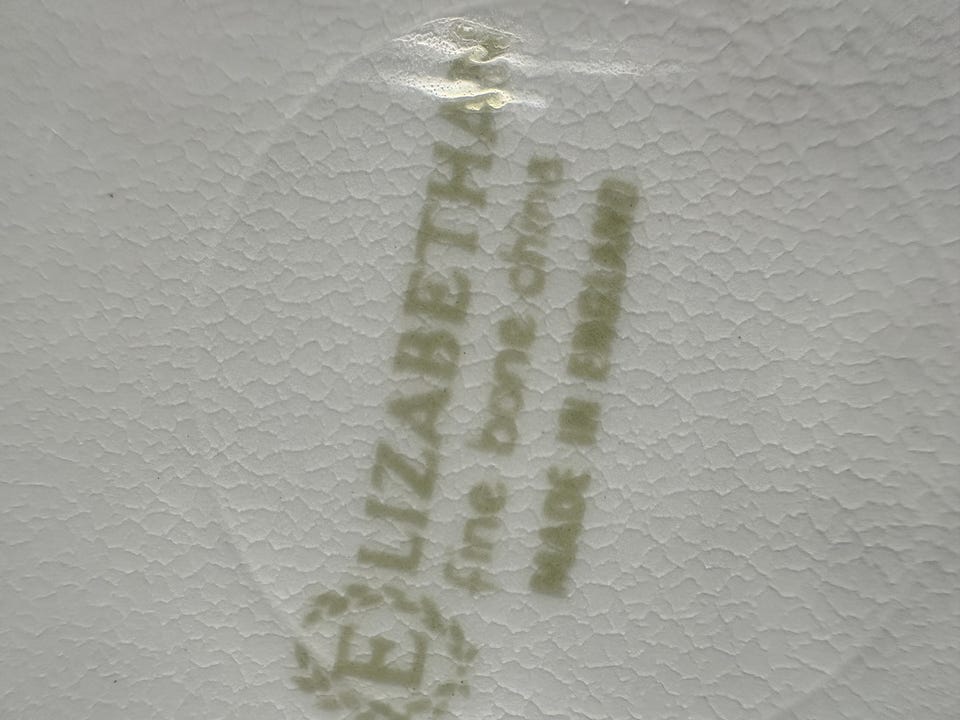 ELIZABETHAN
fine bone china
MADE IN ENGLAND